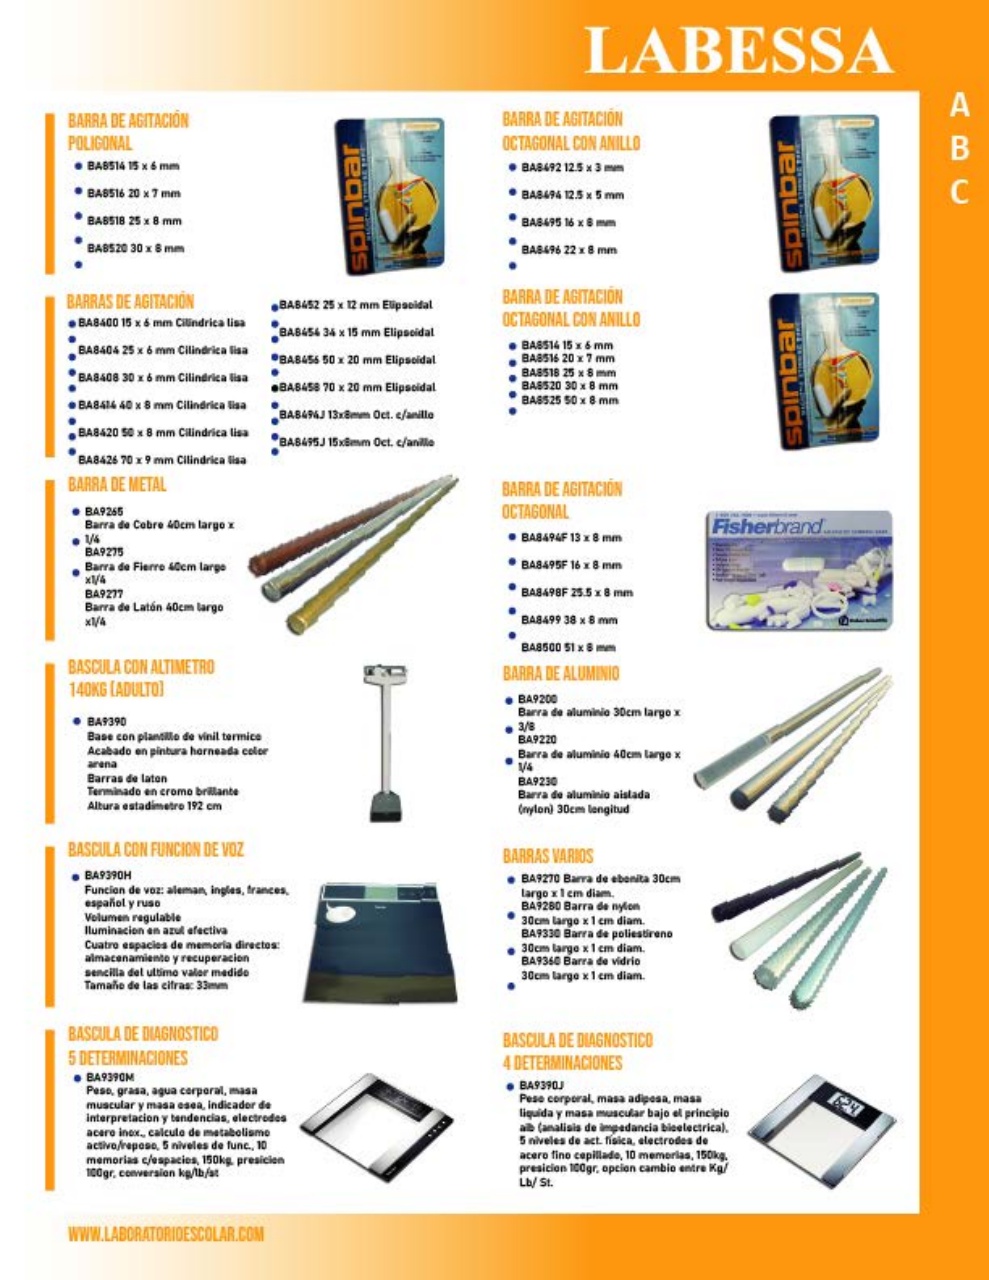 LABESSA
A
B
C
BARRA DE AGITACIÓN
POLIGONAL
BA8514 15 x 6 mm
BA8516 20 x 7 mm
BA8518 25 x 8 mm
BA8520 30 x 8 mm
spinbar
BARRA DE AGITACIÓN
OCTAGONAL CON ANILLO
BA8492 12.5 x 3 mm
BA8494 12.5 x 5 mm
BA8495 16 x 8 mm
BA8496 22 x 8 mm
spinbar
BARRAS DE AGITACIÓN
BA8400 15 x 6 mm Cilindrica lisa
BA8404 25 x 6 mm Cilindrica lisa
BA8408 30 x 6 mm Cilindrica lisa
BA8414 40 x 8 mm Cilindrica lisa
BA8420 50 x 8 mm Cilindrica lisa
BA8426 70 x 9 mm Cilindrica lisa
BA8452 25 x 12 mm Elipsoidal
BA8454 34 x 15 mm Elipsoidal
BA8456 50 x 20 mm Elipsoidal
BA8458 70 x 20 mm Elipsoidal
BA8494J 13x8mm Oct. c/anillo
BA8495J 15x8mm Oct. c/anillo
BARRA DE AGITACIÓN
OCTAGONAL CON ANILLO
BA8514 15 x 6 mm
BA8516 20 x 7 mm
BA8518 25 x 8 mm
BA8520 30 x 8 mm
BA8525 50 x 8 mm
spinbar
BARRA DE METAL
BA9265
Barra de Cobre 40cm largo x
1/4
BA9275
Barra de Fierro 40cm largo
x1/4
BA9277
Barra de Latón 40cm largo
x1/4
BARRA DE AGITACIÓN
OCTAGONAL
BA8494F 13 x 8 mm
BA8495F 16 x 8 mm
BA8498F 25.5 x 8 mm
BA8499 38 x 8 mm
BA8500 51 x 8 mm
Fisherbrand
Fisher Scientific
BASCULA CON ALTIMETRO
140KG (ADULTO)
BA9390
Base con plantillo de vinil termico
Acabado en pintura horneada color
arena
Barras de laton
Terminado en cromo brillante
Altura estadimetro 192 cm
BARRA DE ALUMINIO
BA9200
Barra de aluminio 30cm largo x
3/8
BA9220
Barra de aluminio 40cm largo x
1/4
BA9230
Barra de aluminio aislada
(nylon) 30cm longitud
BASCULA CON FUNCION DE VOZ
BA9390H
Funcion de voz: aleman, ingles, frances,
español y ruso
Volumen regulable
Iluminacion en azul efectiva
Cuatro espacios de memoria directos:
almacenamiento y recuperacion
sencilla del ultimo valor medido
Tamaño de las cifras: 33mm
BARRAS VARIOS
BA9270 Barra de ebonita 30cm
largo x 1 cm diam.
BA9280 Barra de nylon
30cm largo x 1 cm diam.
BA9330 Barra de poliestireno
30cm largo x 1 cm diam.
BA9360 Barra de vidrio
30cm largo x 1 cm diam.
BASCULA DE DIAGNOSTICO
5 DETERMINACIONES
BA9390M
Peso, grasa, agua corporal, masa
muscular y masa osea, indicador de
interpretacion y tendencias, electrodos
acero inox., calculo de metabolismo
activo/reposo, 5 niveles de func., 10
memorias c/espacios, 150kg, presicion
100gr, conversion kg/lb/st
BASCULA DE DIAGNOSTICO
4 DETERMINACIONES
BA9390J
Peso corporal, masa adiposa, masa
liquida y masa muscular bajo el principio
aib (analisis de impedancia bioelectrica),
5 niveles de act. física, electrodos de
acero fino cepillado, 10 memorias, 150kg,
presicion 100gr, opcion cambio entre Kg/
Lb/ St.
WWW.LABORATORIOESCOLAR.COM